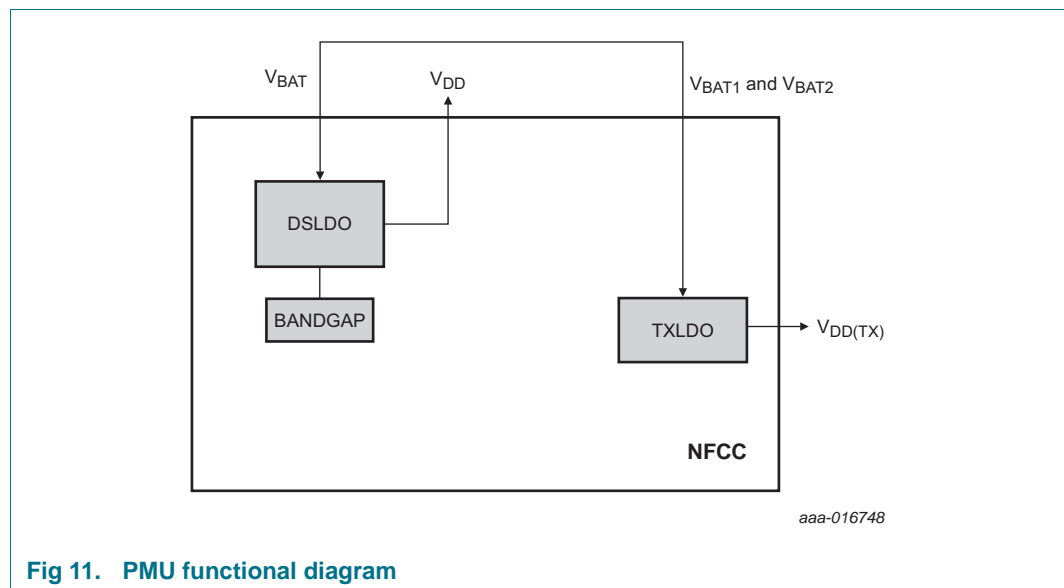 VBAT
VDD
VBAT1 and VBAT2
DSLDO
BANDGAP
TXLDO
VDD(TX)
NFCC
aaa-016748
Fig 11. PMU functional diagram